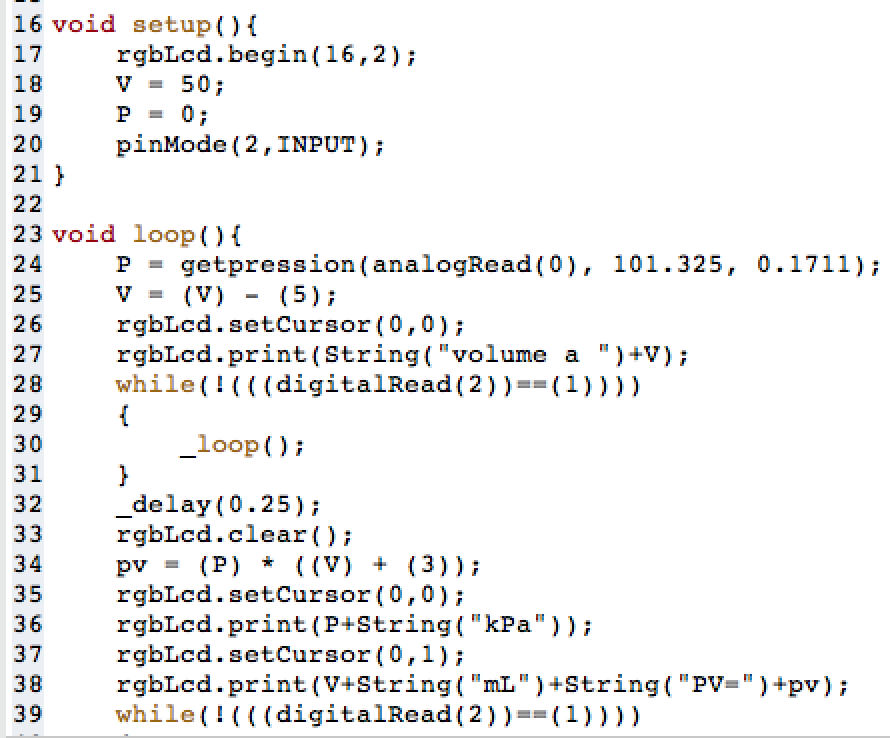 16 void setup(){
17     rgbLcd.begin(16,2);
18     V = 50;
19     P = 0;
20     pinMode(2,INPUT);
21 }
22
23 void loop(){
24     P = getpression(analogRead(0), 101.325, 0.1711);
25     V = (V) - (5);
26     rgbLcd.setCursor(0,0);
27     rgbLcd.print(String("volume a ")+V);
28     while(!(((digitalRead(2))==(1))))
29     {
30         _loop();
31     }
32     _delay(0.25);
33     rgbLcd.clear();
34     pv = (P) * ((V) + (3));
35     rgbLcd.setCursor(0,0);
36     rgbLcd.print(P+String("kPa"));
37     rgbLcd.setCursor(0,1);
38     rgbLcd.print(V+String("mL")+String("PV=")+pv);
39     while(!(((digitalRead(2))==(1))))